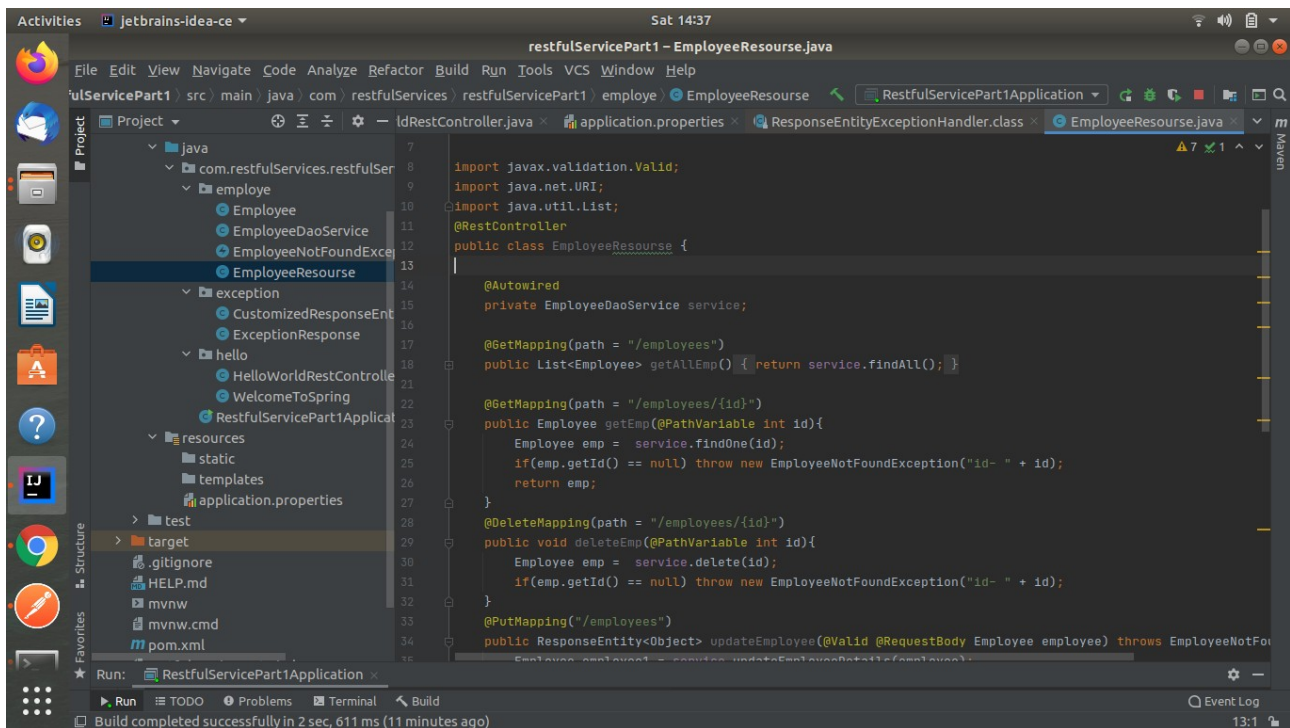 Activities jetbrains-idea-ce Sat 14:37
restfulServicePart1 – EmployeeResourse.java
File Edit View Navigate Code Analyze Refactor Build Run Tools VCS Window Help
fulServicePart1 src main java com restfulServices restfulServicePart1 employe EmployeeResourse RestfulServicePart1Application
Project ldRestController.java application.properties ResponseEntityExceptionHandler.class EmployeeResourse.java
Project
Structure
Favorites
Maven
java
com.restfulServices.restfulSer
employe
Employee
EmployeeDaoService
EmployeeNotFoundExce
EmployeeResourse
exception
CustomizedResponseEnt
ExceptionResponse
hello
HelloWorldRestControlle
WelcomeToSpring
RestfulServicePart1Applicat
resources
static
templates
application.properties
test
target
.gitignore
HELP.md
mvnw
mvnw.cmd
pom.xml
7 1
7
8 import javax.validation.Valid;
9 import java.net.URI;
10 import java.util.List;
11 @RestController
12 public class EmployeeResourse {
13
14 @Autowired
15 private EmployeeDaoService service;
16
17 @GetMapping(path = "/employees")
18 public List<Employee> getAllEmp() { return service.findAll(); }
21
22 @GetMapping(path = "/employees/{id}")
23 public Employee getEmp(@PathVariable int id){
24 Employee emp = service.findOne(id);
25 if(emp.getId() == null) throw new EmployeeNotFoundException("id- " + id);
26 return emp;
27 }
28 @DeleteMapping(path = "/employees/{id}")
29 public void deleteEmp(@PathVariable int id){
30 Employee emp = service.delete(id);
31 if(emp.getId() == null) throw new EmployeeNotFoundException("id- " + id);
32 }
33 @PutMapping("/employees")
34 public ResponseEntity<Object> updateEmployee(@Valid @RequestBody Employee employee) throws EmployeeNotFou
35 Employee employee1 = service.updateEmployeeDetails(employee);
Run: RestfulServicePart1Application
Run TODO Problems Terminal Build Event Log
Build completed successfully in 2 sec, 611 ms (11 minutes ago) 13:1